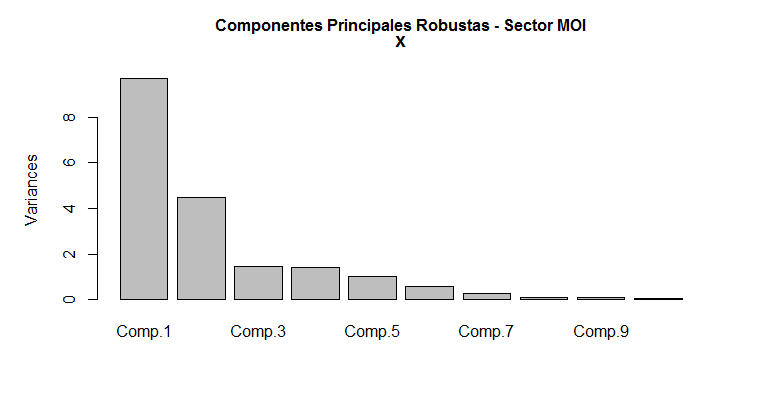 Componentes Principales Robustas - Sector MOI
X
Variances
8
6
4
2
0
Comp.1 Comp.3 Comp.5 Comp.7 Comp.9